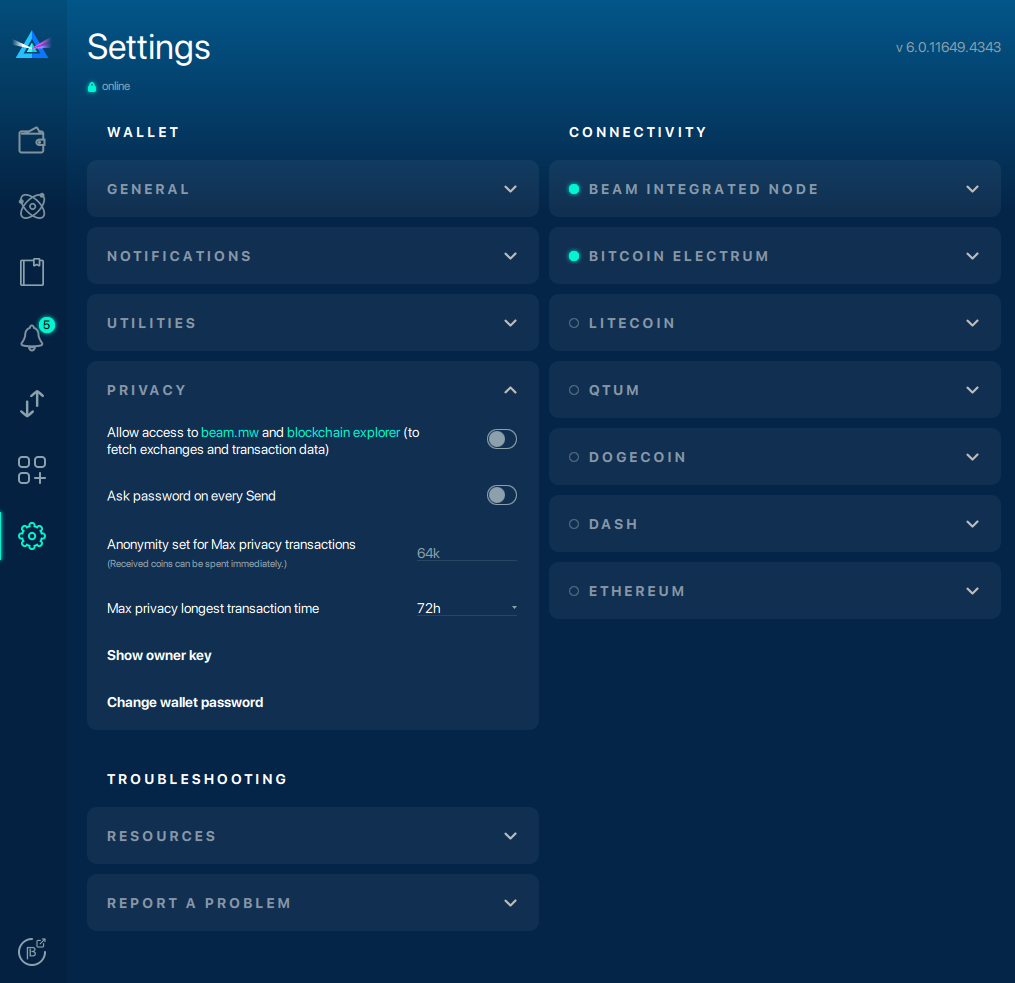 Settings
v 6.0.11649.4343
online
WALLET
GENERAL
NOTIFICATIONS
UTILITIES
PRIVACY
Allow access to beam.mw and blockchain explorer (to
fetch exchanges and transaction data)
Ask password on every Send
Anonymity set for Max privacy transactions
64k
(Received coins can be spent immediately.)
Max privacy longest transaction time
72h
Show owner key
Change wallet password
TROUBLESHOOTING
RESOURCES
REPORT A PROBLEM
CONNECTIVITY
BEAM INTEGRATED NODE
BITCOIN ELECTRUM
LITECOIN
QTUM
DOGECOIN
DASH
ETHEREUM
5